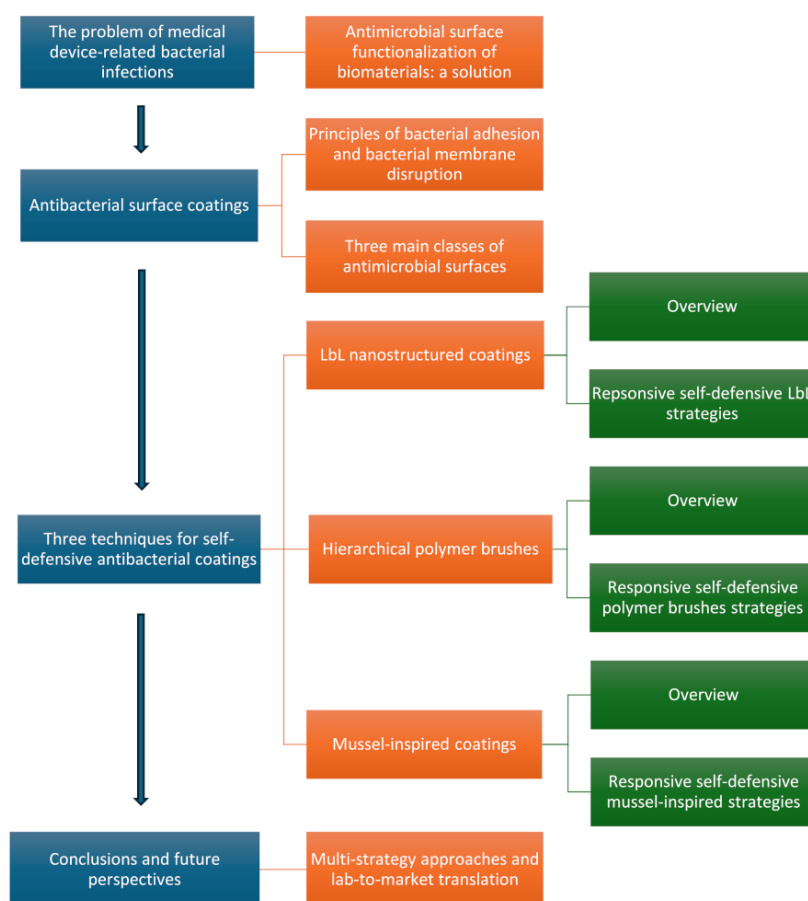 The problem of medical
device-related bacterial
infections
Antimicrobial surface
functionalization of
biomaterials: a solution
Principles of bacterial adhesion
and bacterial membrane
disruption
Antibacterial surface coatings
Three main classes of
antimicrobial surfaces
Overview
LbL nanostructured coatings
Repsonsive self-defensive LbL
strategies
Overview
Three techniques for self-
defensive antibacterial coatings
Hierarchical polymer brushes
Responsive self-defensive
polymer brushes strategies
Overview
Mussel-inspired coatings
Responsive self-defensive
mussel-inspired strategies
Conclusions and future
perspectives
Multi-strategy approaches and
lab-to-market translation